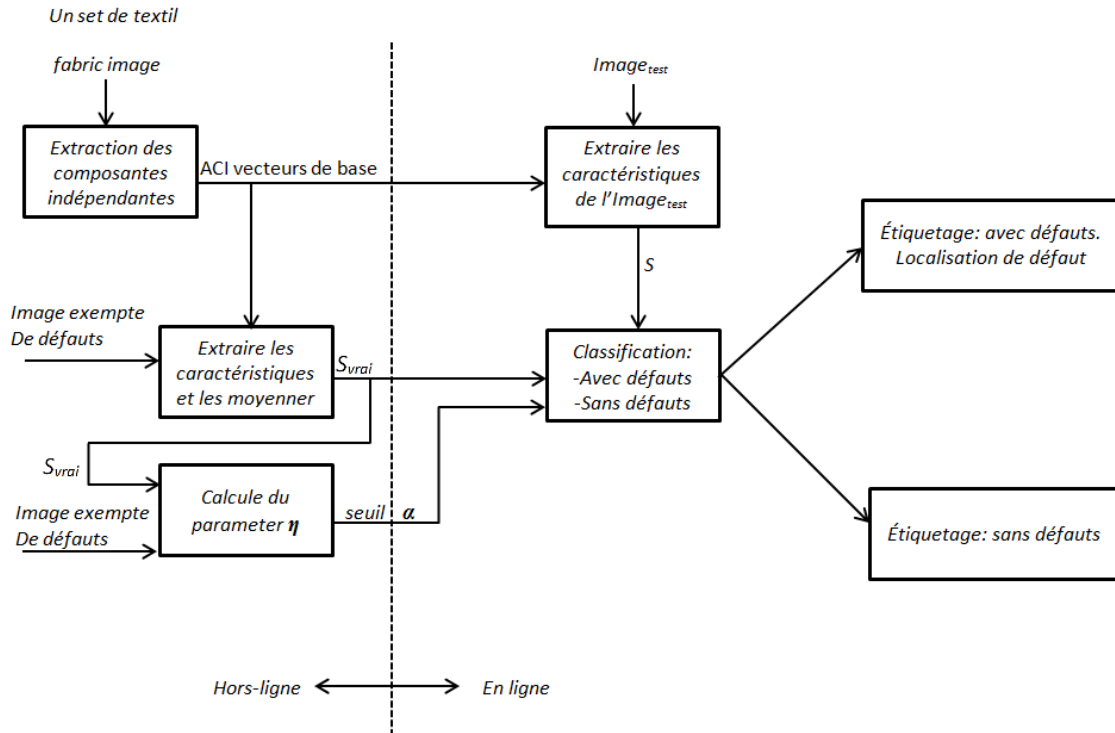 Un set de textil
fabric image
Image_test
Extraction des
composantes
indépendantes
ACI vecteurs de base
Extraire les
caractéristiques
de l'Image_test
S
Étiquetage: avec défauts.
Localisation de défaut
Image exempte
De défauts
Extraire les
caractéristiques
et les moyenner
S_vrai
Classification:
-Avec défauts
-Sans défauts
S_vrai
Image exempte
De défauts
Calcule du
parameter η
seuil α
Étiquetage: sans défauts
Hors-ligne
En ligne